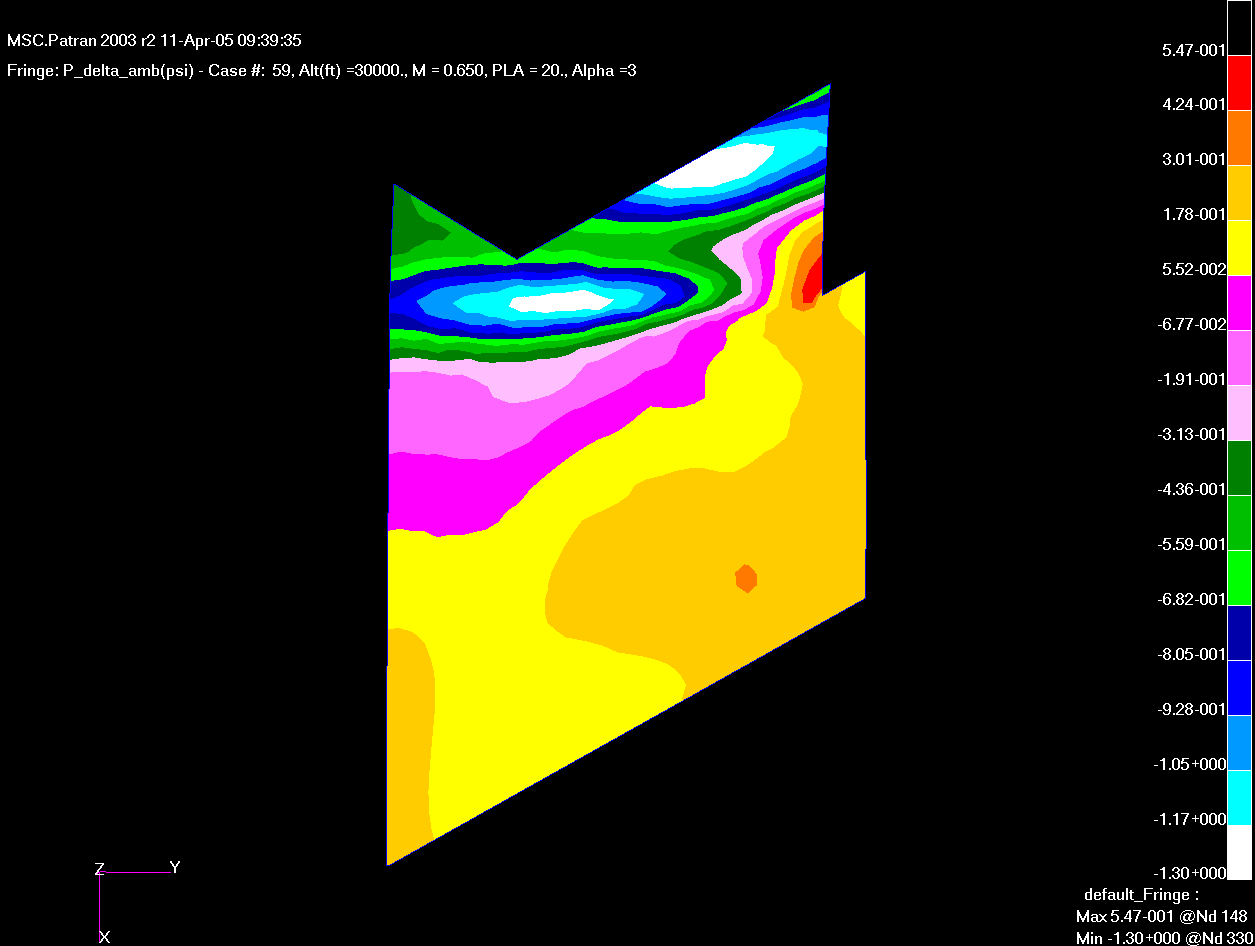 MSC.Patran 2003 r2 11-Apr-05 09:39:35
Fringe: P_delta_amb(psi) - Case #: 59, Alt(ft) =30000., M = 0.650, PLA = 20., Alpha =3
5.47-001
4.24-001
3.01-001
1.78-001
5.52-002
-6.77-002
-1.91-001
-3.13-001
-4.36-001
-5.59-001
-6.82-001
-8.05-001
-9.28-001
-1.05+000
-1.17+000
-1.30+000
default_Fringe :
Max 5.47-001 @Nd 148
Min -1.30+000 @Nd 330
Z
Y
X